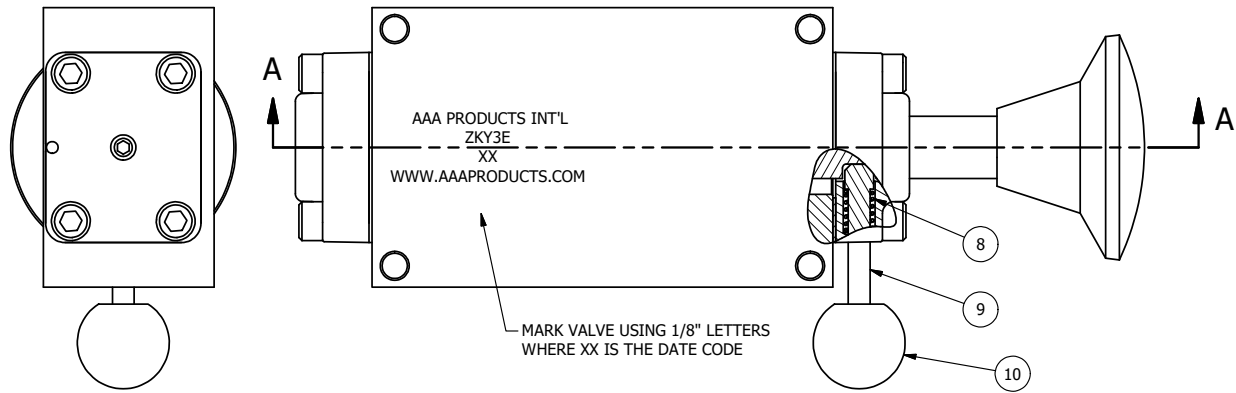 A
A
AAA PRODUCTS INT'L
ZKY3E
XX
WWW.AAAPRODUCTS.COM
8
9
MARK VALVE USING 1/8" LETTERS
WHERE XX IS THE DATE CODE
10